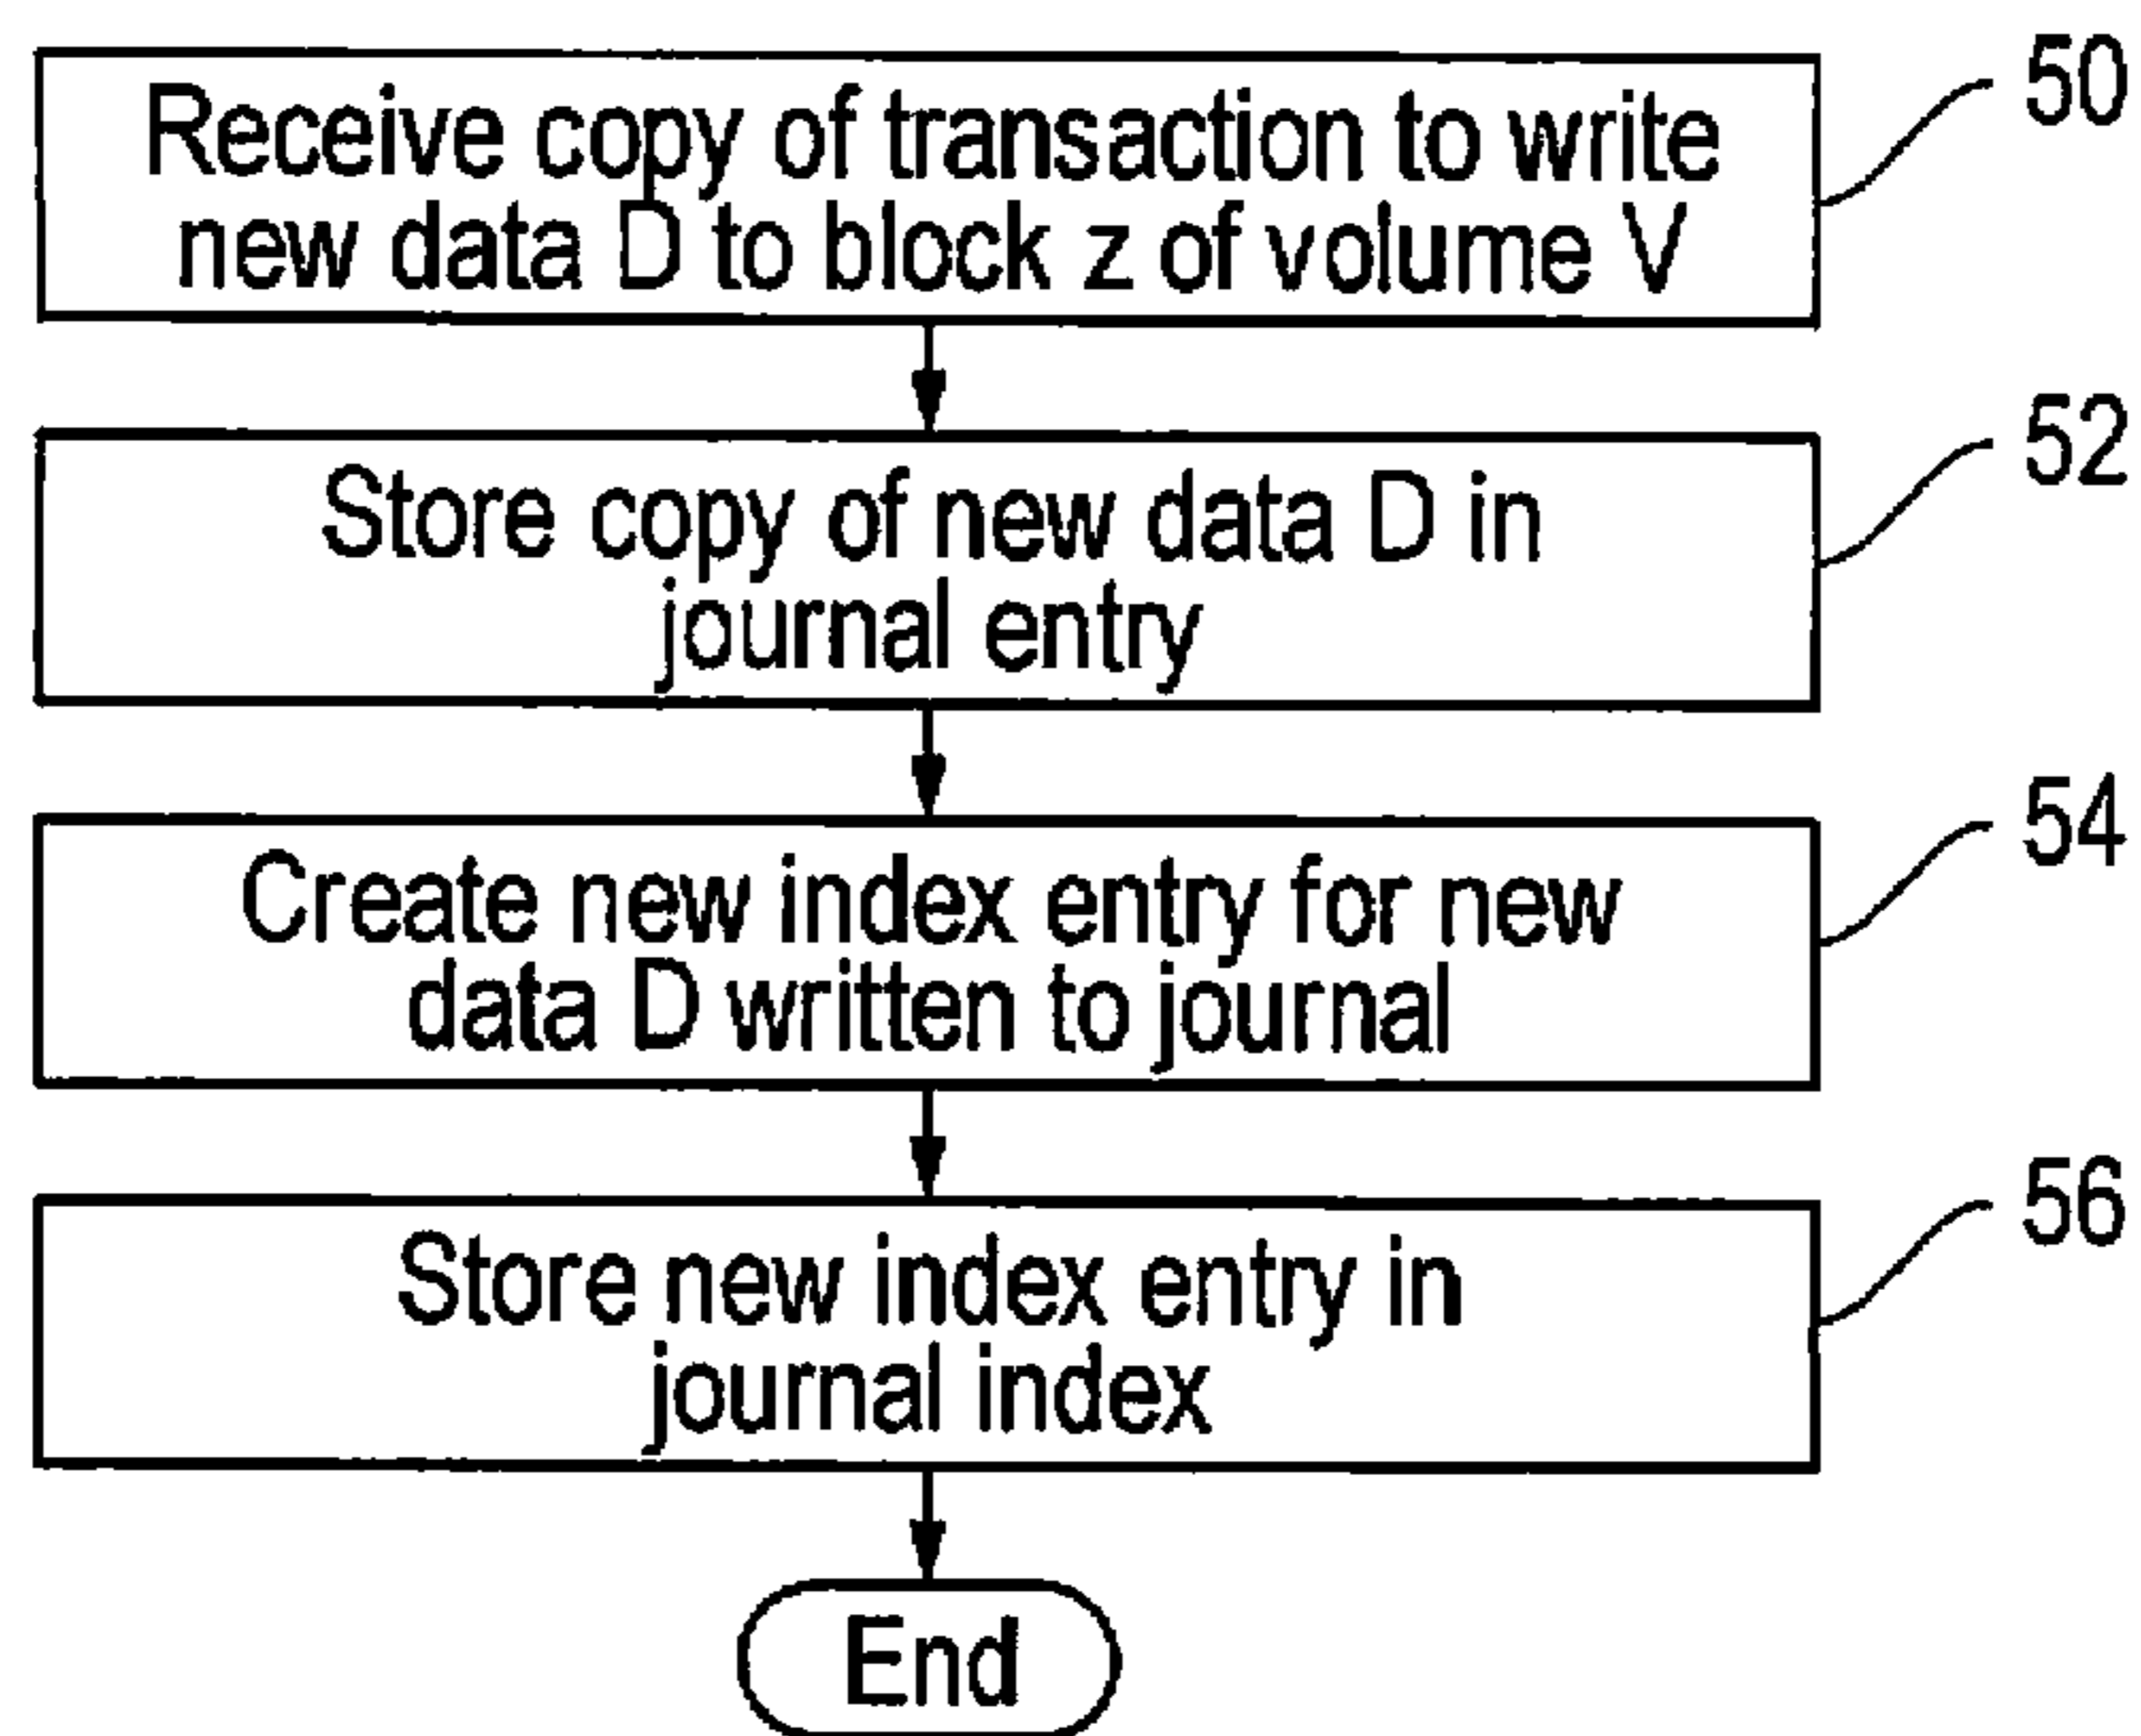 Receive copy of transaction to write
new data D to block z of volume V
50
Store copy of new data D in
journal entry
52
Create new index entry for new
data D written to journal
54
Store new index entry in
journal index
56
End